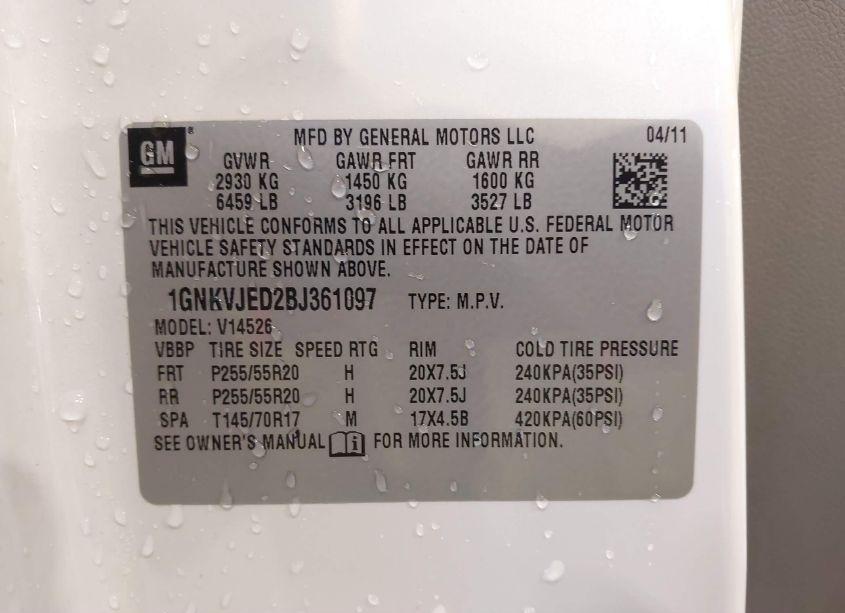 GM ® MFD BY GENERAL MOTORS LLC 04/11
GVWR GAWR FRT GAWR RR
2930 KG 1450 KG 1600 KG
6459 LB 3196 LB 3527 LB
THIS VEHICLE CONFORMS TO ALL APPLICABLE U.S. FEDERAL MOTOR
VEHICLE SAFETY STANDARDS IN EFFECT ON THE DATE OF
MANUFACTURE SHOWN ABOVE.
1GNKVJED2BJ361097 TYPE: M.P.V.
MODEL: V14526
VBBP TIRE SIZE SPEED RTG RIM COLD TIRE PRESSURE
FRT P255/55R20 H 20X7.5J 240KPA(35PSI)
RR P255/55R20 H 20X7.5J 240KPA(35PSI)
SPA T145/70R17 M 17X4.5B 420KPA(60PSI)
SEE OWNER'S MANUAL i FOR MORE INFORMATION.